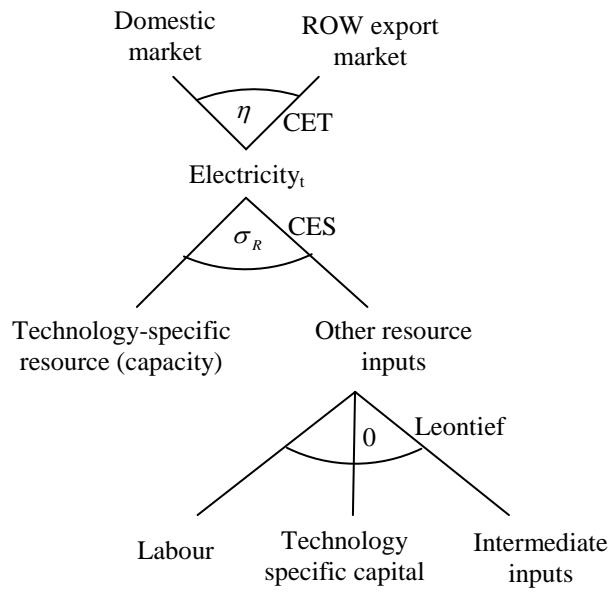 Domestic
market
ROW export
market
η
CET
Electricityₜ
CES
σ_R
Technology-specific
resource (capacity)
Other resource
inputs
Leontief
0
Labour
Technology
specific capital
Intermediate
inputs